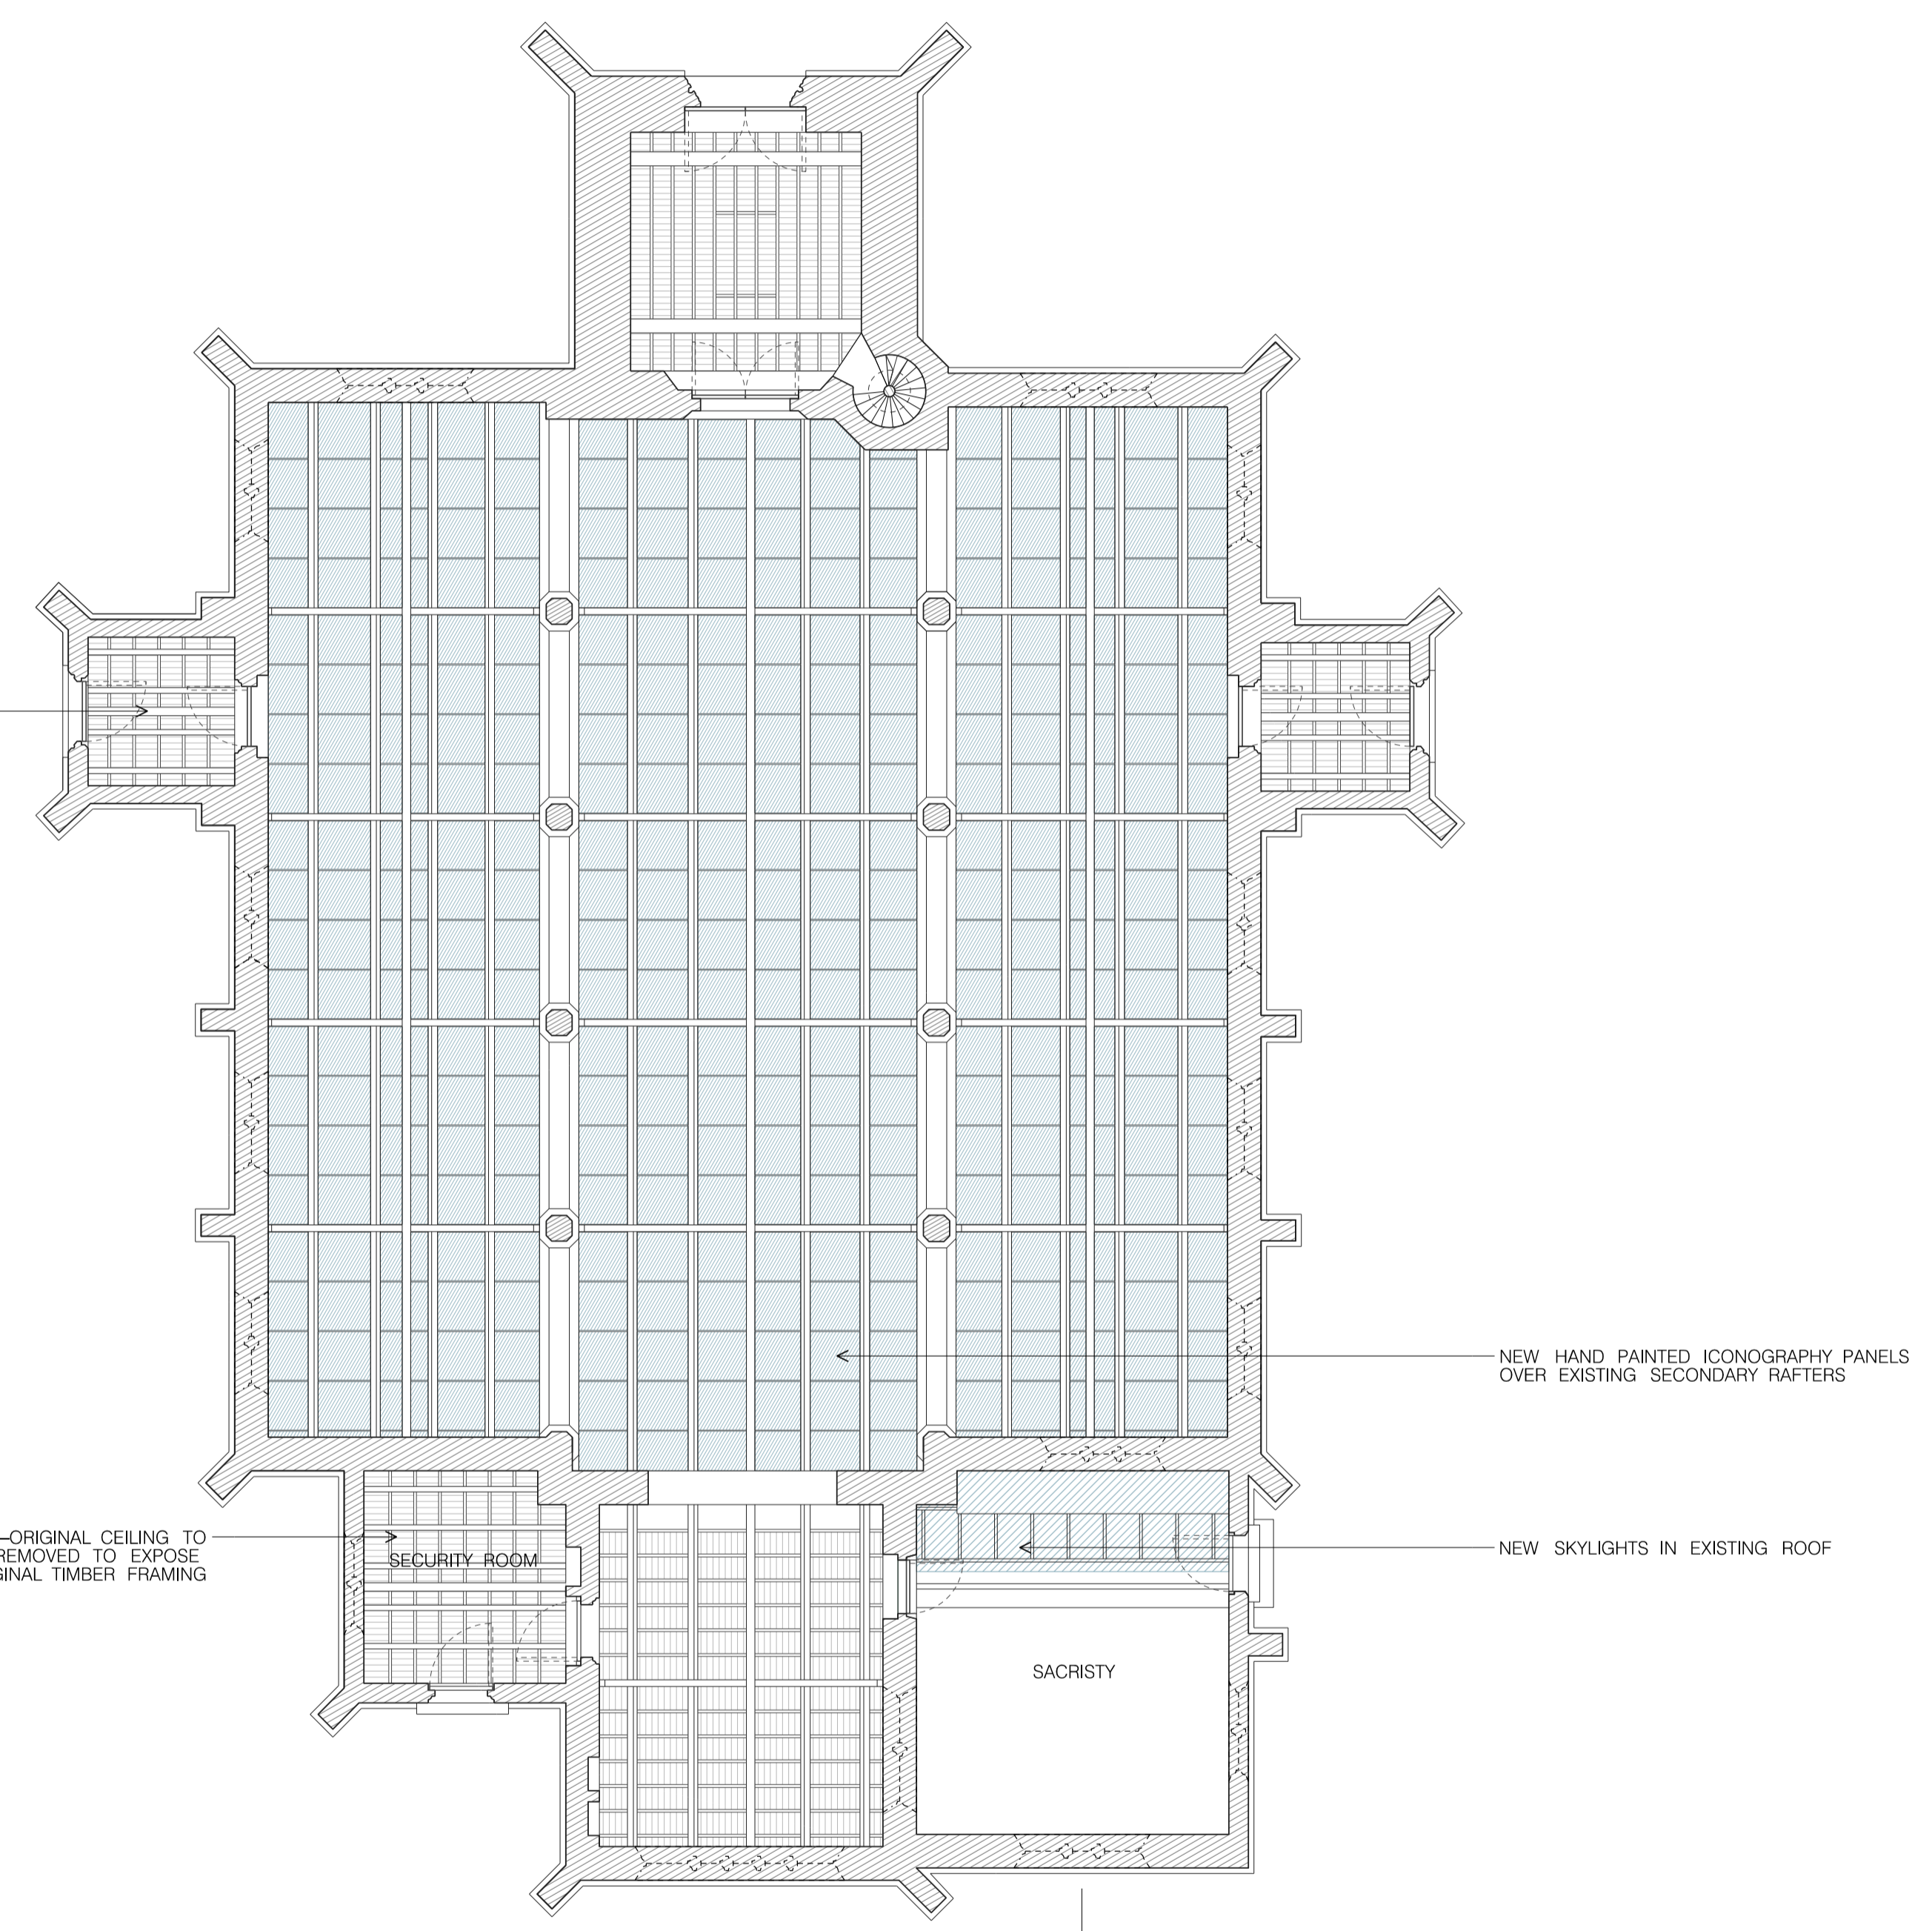 NEW HAND PAINTED ICONOGRAPHY PANELS
OVER EXISTING SECONDARY RAFTERS
ORIGINAL CEILING TO
REMOVED TO EXPOSE
TIMBER FRAMING
SECURITY ROOM
NEW SKYLIGHTS IN EXISTING ROOF
SACRISTY